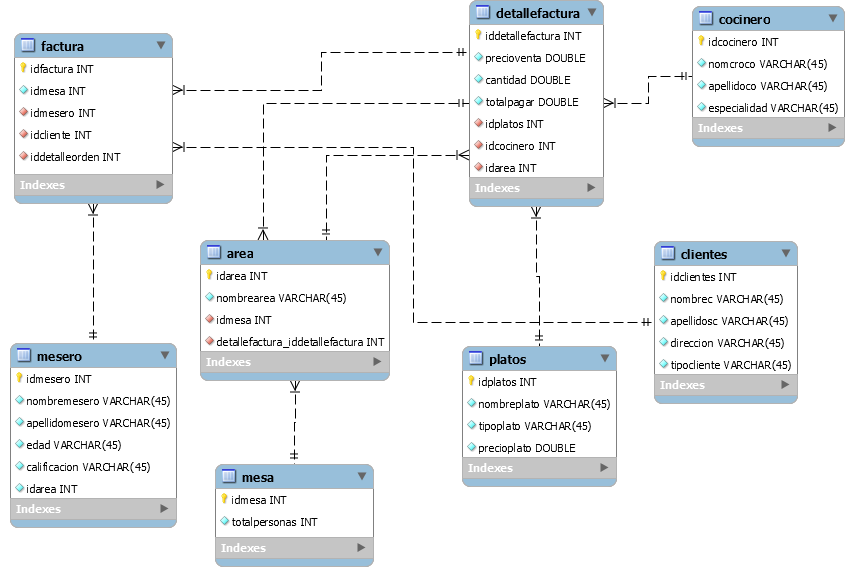 factura
idfactura INT
idmesa INT
idmesero INT
idcliente INT
iddetalleorden INT
Indexes
detallefactura
iddetallefactura INT
precioventa DOUBLE
cantidad DOUBLE
totalpagar DOUBLE
idplatos INT
idcocinero INT
idarea INT
Indexes
cocinero
idcocinero INT
nomcroco VARCHAR(45)
apellidoco VARCHAR(45)
especialidad VARCHAR(45)
Indexes
area
idarea INT
nombrearea VARCHAR(45)
idmesa INT
detallefactura_iddetallefactura INT
Indexes
clientes
idclientes INT
nombrec VARCHAR(45)
apellidosc VARCHAR(45)
direccion VARCHAR(45)
tipocliente VARCHAR(45)
Indexes
mesero
idmesero INT
nombremesero VARCHAR(45)
apellidomesero VARCHAR(45)
edad VARCHAR(45)
calificacion VARCHAR(45)
idarea INT
Indexes
platos
idplatos INT
nombreplato VARCHAR(45)
tipoplato VARCHAR(45)
precioplato DOUBLE
Indexes
mesa
idmesa INT
totalpersonas INT
Indexes